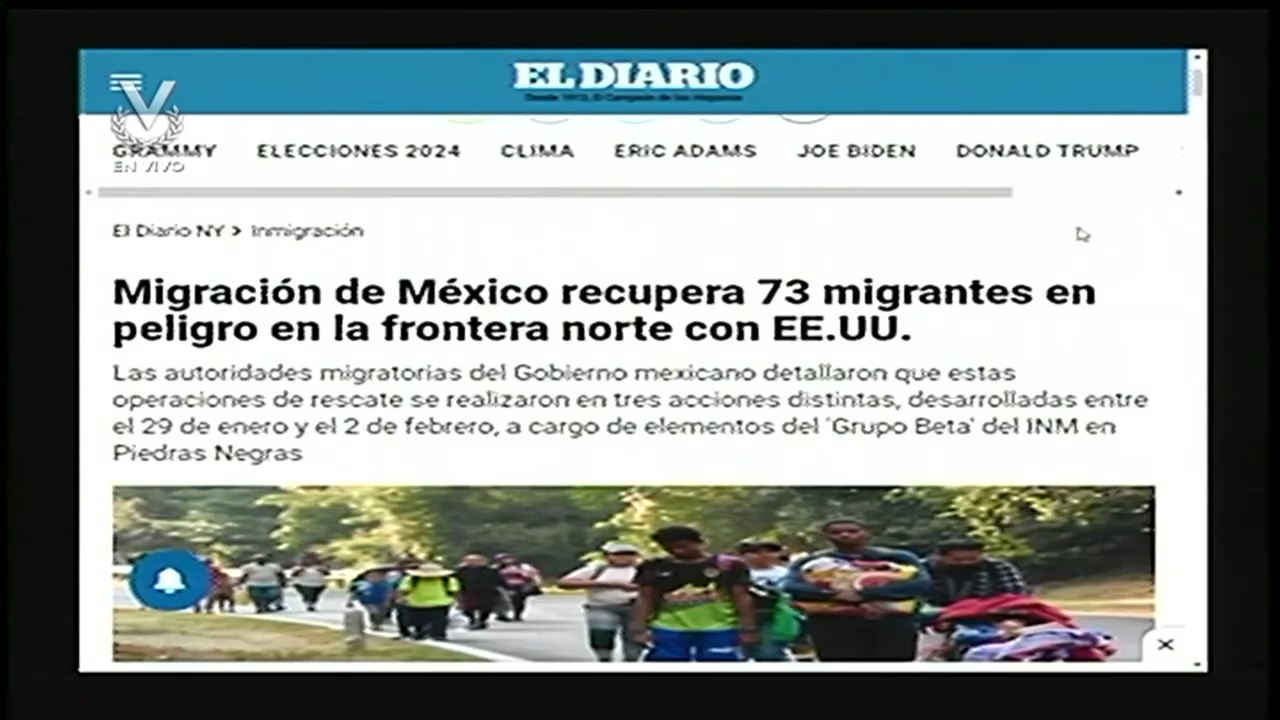 EL DIARIO
GRAMMY ELECCIONES 2024 CLIMA ERIC ADAMS JOE BIDEN DONALD TRUMP
EN VIVO
El Diario NY > Inmigración
Migración de México recupera 73 migrantes en
peligro en la frontera norte con EE.UU.
Las autoridades migratorias del Gobierno mexicano detallaron que estas
operaciones de rescate se realizaron en tres acciones distintas, desarrolladas entre
el 29 de enero y el 2 de febrero, a cargo de elementos del 'Grupo Beta' del INM en
Piedras Negras